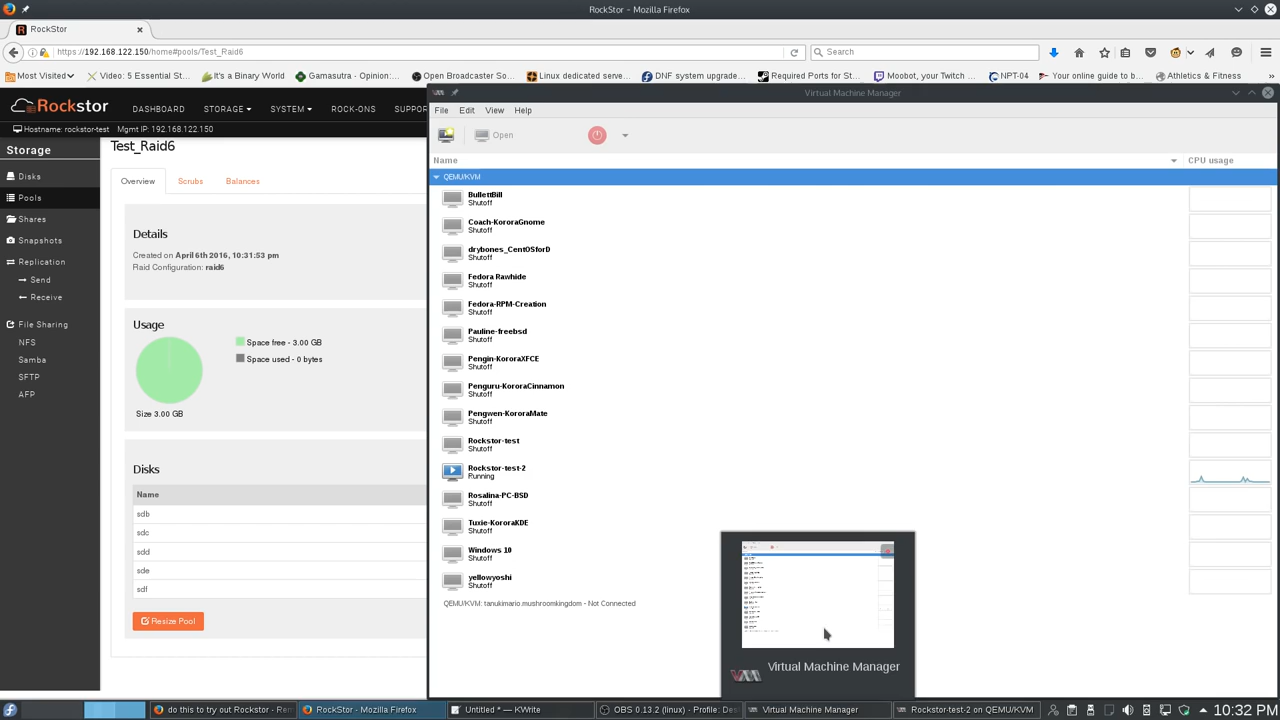 RockStor - Mozilla Firefox
RockStor
https://192.168.122.150/home#pools/Test_Raid6
Search
Most Visited
Video: 5 Essential St...
It's a Binary World
Gamasutra - Opinion:...
Open Broadcaster So...
Linux dedicated serve...
DNF system upgrade...
Required Ports for St...
Moobot, your Twitch ...
NPT-04
Your online guide to b...
Athletics & Fitness
Rockstor
DASHBOARD
STORAGE
SYSTEM
ROCK-ONS
SUPPOR
Hostname: rockstor-test Mgmt IP: 192.168.122.150
Storage
Disks
Pools
Shares
Snapshots
Replication
Send
Receive
File Sharing
NFS
Samba
SFTP
AFP
Test_Raid6
Overview
Scrubs
Balances
Details
Created on April 6th 2016, 10:31:53 pm
Raid Configuration: raid6
Usage
Space free - 3.00 GB
Space used - 0 bytes
Size 3.00 GB
Disks
Name
sdb
sdc
sdd
sde
sdf
Resize Pool
Virtual Machine Manager
File Edit View Help
Open
Name
CPU usage
QEMU/KVM
BullettBill
Shutoff
Coach-KororaGnome
Shutoff
drybones_CentOSforD
Shutoff
Fedora Rawhide
Shutoff
Fedora-RPM-Creation
Shutoff
Pauline-freebsd
Shutoff
Pengin-KororaXFCE
Shutoff
Penguru-KororaCinnamon
Shutoff
Pengwen-KororaMate
Shutoff
Rockstor-test
Shutoff
Rockstor-test-2
Running
Rosalina-PC-BSD
Shutoff
Tuxie-KororaKDE
Shutoff
Windows 10
Shutoff
yellowyoshi
Shutoff
QEMU/KVM: tanukimario.mushroomkingdom - Not Connected
Virtual Machine Manager
do this to try out Rockstor - Re
RockStor - Mozilla Firefox
Untitled * — KWrite
OBS 0.13.2 (linux) - Profile: Des
Virtual Machine Manager
Rockstor-test-2 on QEMU/KVM
10:32 PM